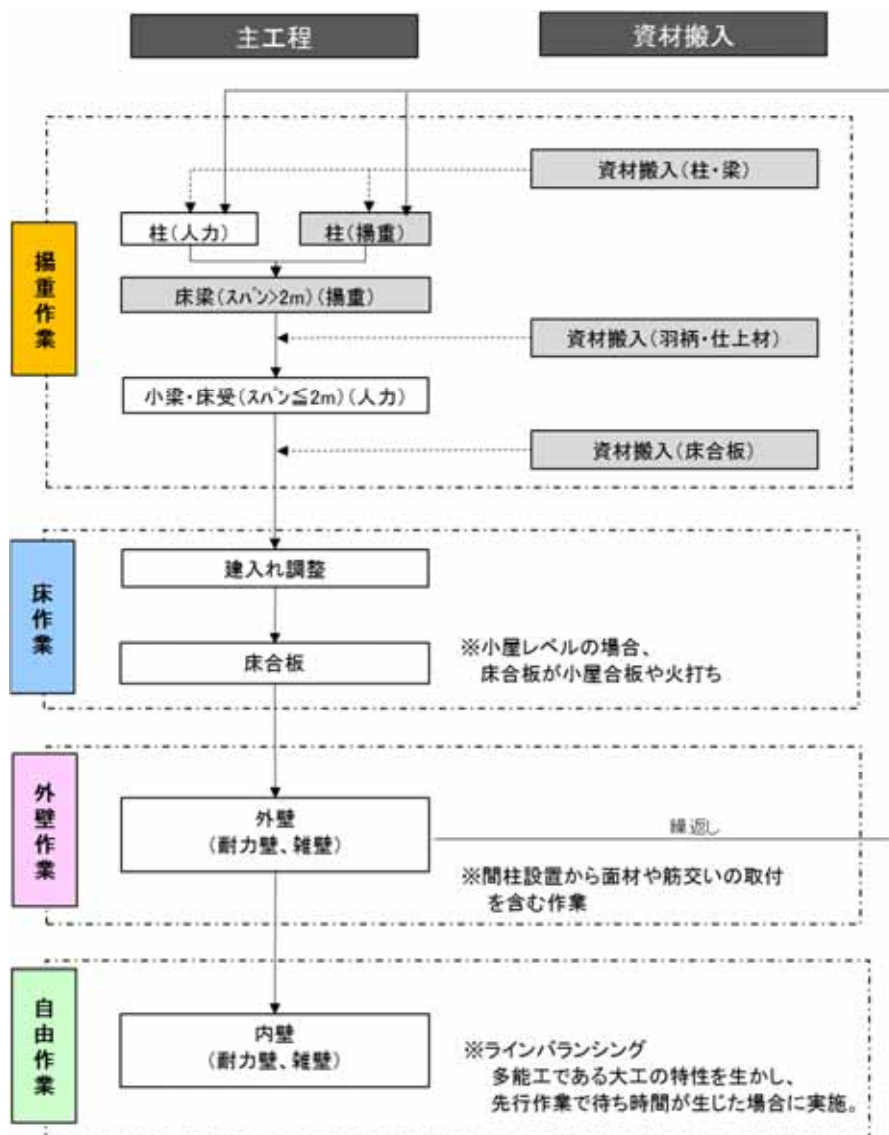 主工程
資材搬入
揚重作業
資材搬入(柱・梁)
柱(人力)
柱(揚重)
床梁(ｽﾊﾟﾝ>2m)(揚重)
資材搬入(羽柄・仕上材)
小梁・床受(ｽﾊﾟﾝ≦2m)(人力)
資材搬入(床合板)
床作業
建入れ調整
床合板
※小屋レベルの場合、
床合板が小屋合板や火打ち
外壁作業
外壁
(耐力壁、雑壁)
繰返し
※間柱設置から面材や筋交いの取付
を含む作業
自由作業
内壁
(耐力壁、雑壁)
※ラインバランシング
多能工である大工の特性を生かし、
先行作業で待ち時間が生じた場合に実施。